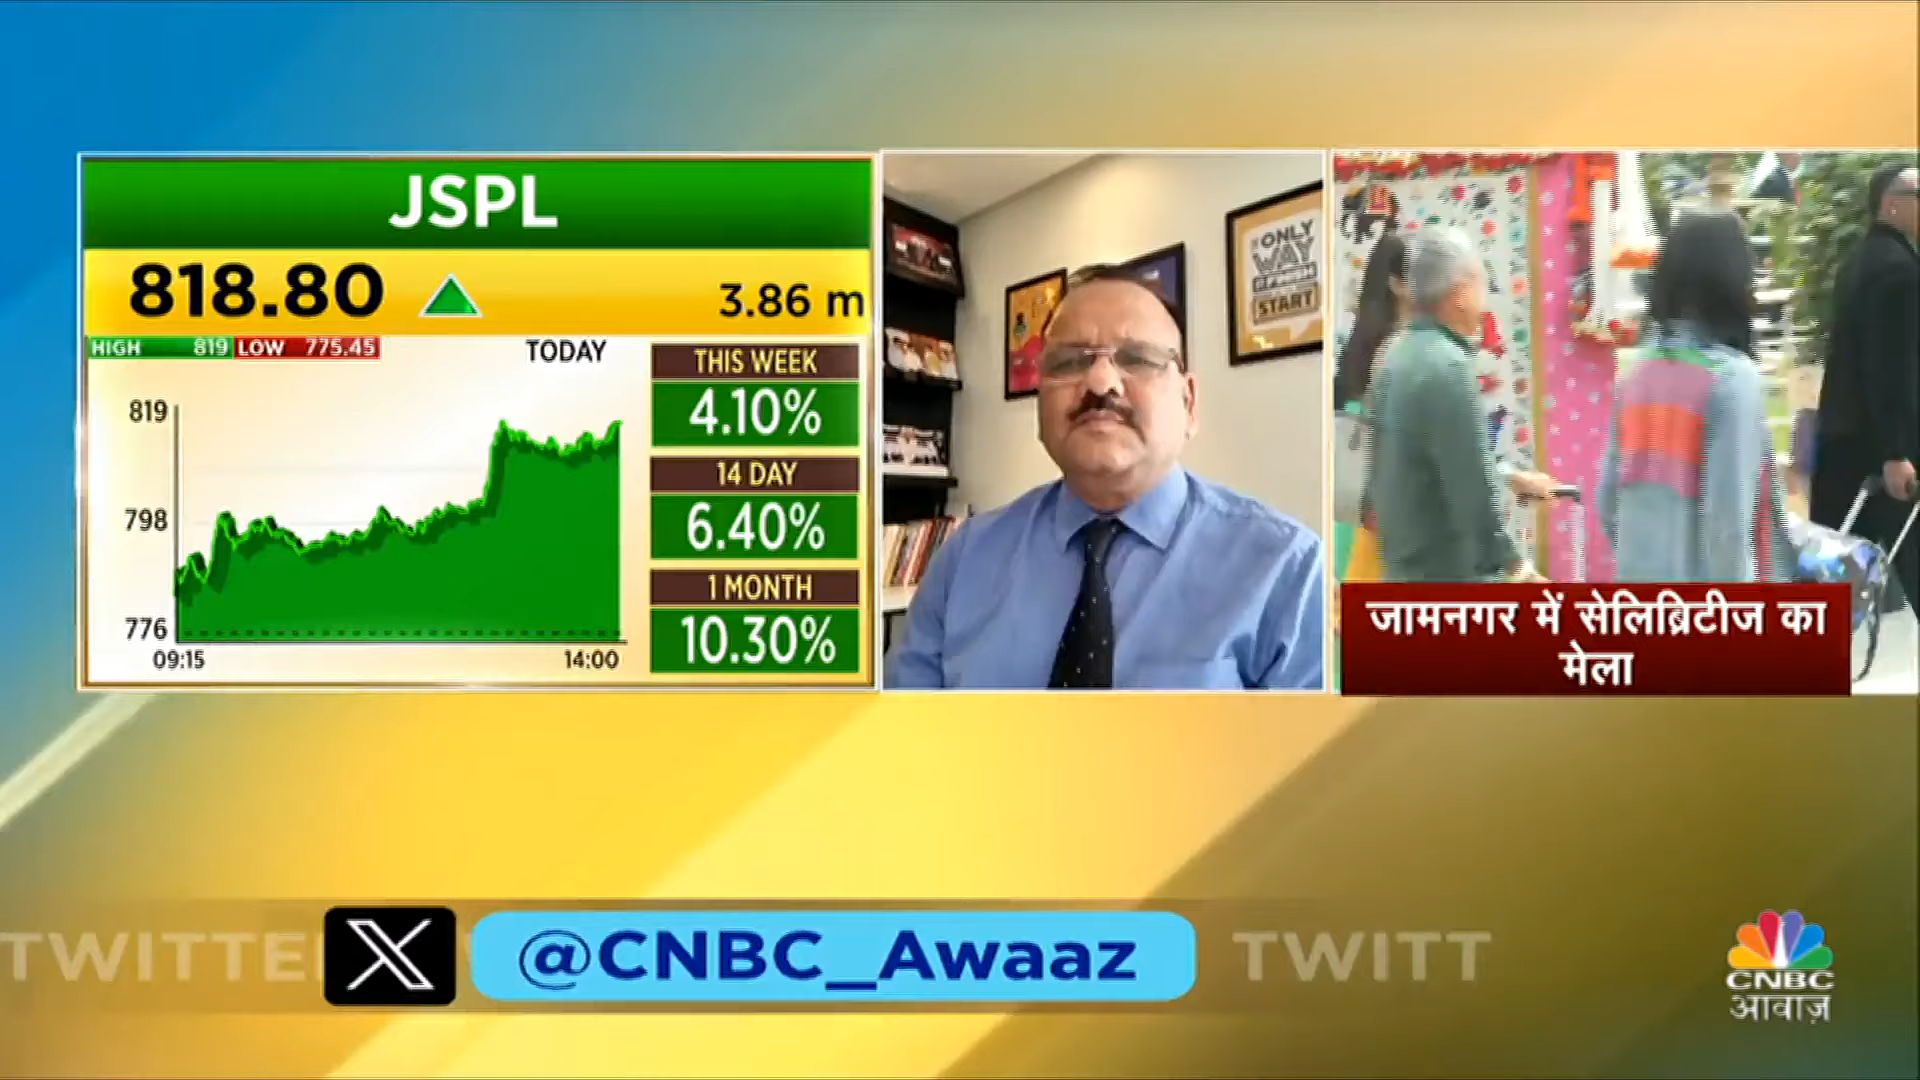 JSPL
818.80
3.86 m
HIGH 819 LOW 775.45
TODAY
819
798
776
09:15
14:00
THIS WEEK
4.10%
14 DAY
6.40%
1 MONTH
10.30%
ONLY
WAY
START
जामनगर में सेलिब्रिटीज का
मेला
TWITTE
@CNBC_Awaaz
TWITT
CNBC
आवाज़